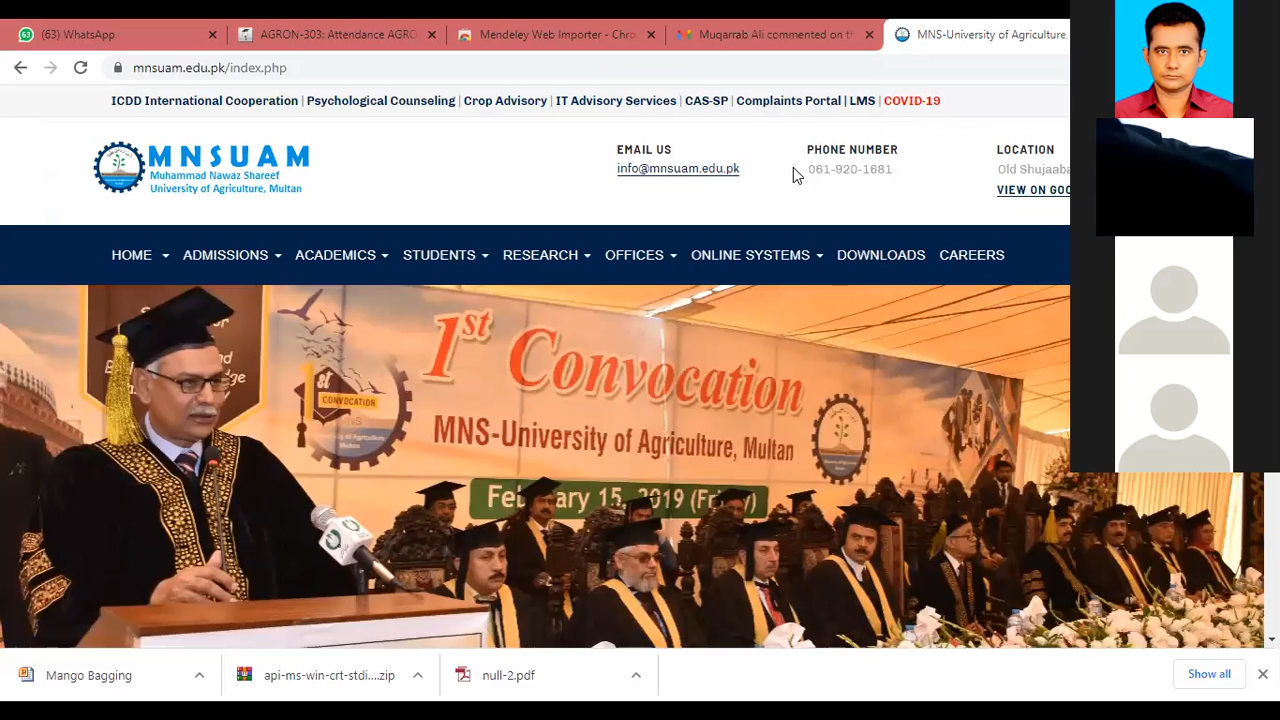 (63) WhatsApp
AGRON-303: Attendance AGRO
Mendeley Web Importer - Chro
Muqarrab Ali commented on th
MNS-University of Agriculture,
mnsuam.edu.pk/index.php
ICDD International Cooperation | Psychological Counseling | Crop Advisory | IT Advisory Services | CAS-SP | Complaints Portal | LMS | COVID-19
MNSUAM
Muhammad Nawaz Shareef
University of Agriculture, Multan
EMAIL US
info@mnsuam.edu.pk
PHONE NUMBER
061-920-1681
LOCATION
Old Shujaaba
VIEW ON GOO
HOME ADMISSIONS ACADEMICS STUDENTS RESEARCH OFFICES ONLINE SYSTEMS DOWNLOADS CAREERS
1st Convocation
MNS-University of Agriculture, Multan
February 15, 2019 (Friday)
1st
CONVOCATION
Mango Bagging
api-ms-win-crt-stdi....zip
null-2.pdf
Show all